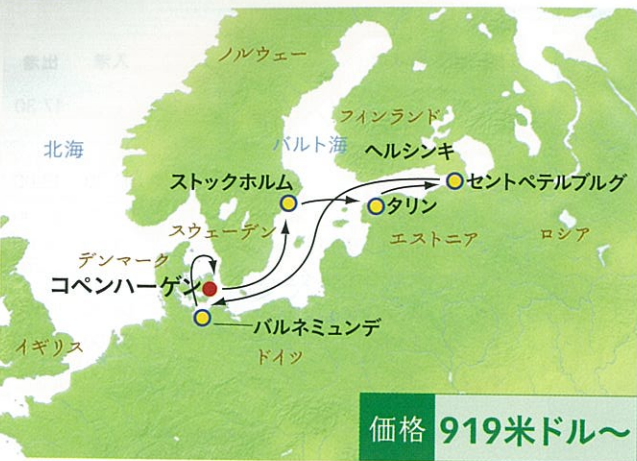 ノルウェー
フィンランド
北海
バルト海
ヘルシンキ
ストックホルム
セントペテルブルグ
タリン
スウェーデン
エストニア
ロシア
デンマーク
コペンハーゲン
バルネミュンデ
イギリス
ドイツ
価格 919米ドル～